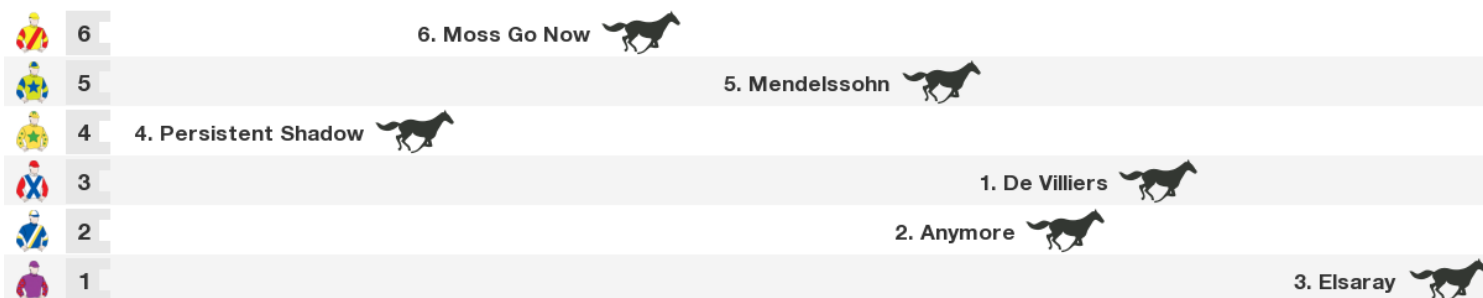 6 6. Moss Go Now
5 5. Mendelssohn
4 4. Persistent Shadow
3 1. De Villiers
2 2. Anymore
1 3. Elsaray